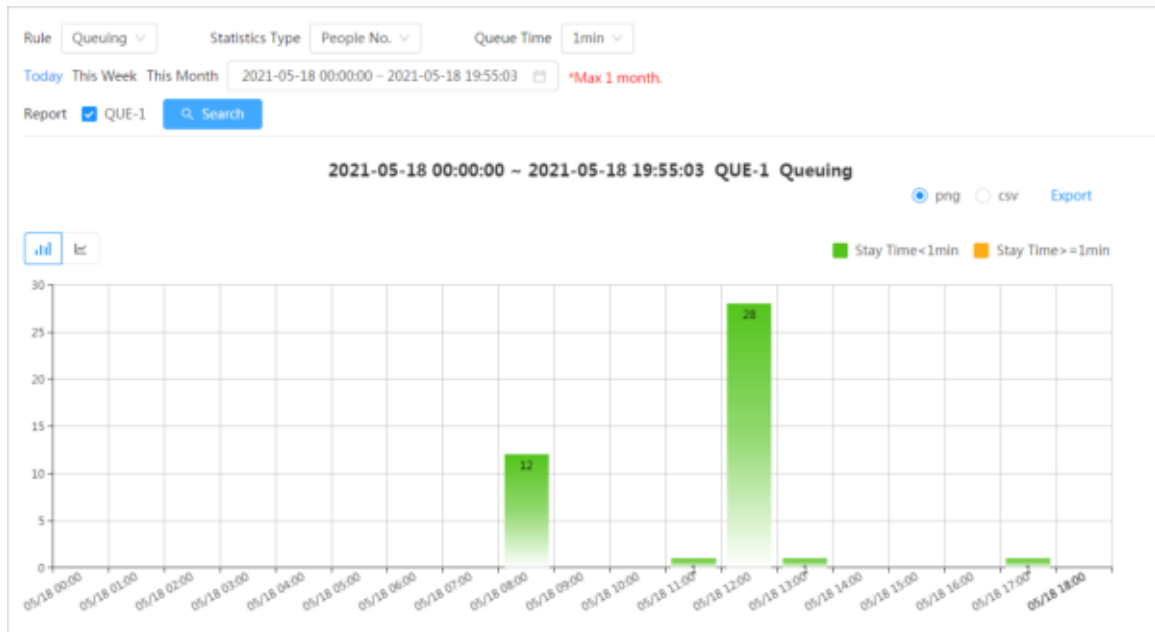 Rule Queuing Statistics Type People No. Queue Time 1min
Today This Week This Month 2021-05-18 00:00:00 ~ 2021-05-18 19:55:03 *Max 1 month.
Report QUE-1 Search
2021-05-18 00:00:00 ~ 2021-05-18 19:55:03 QUE-1 Queuing
png csv Export
Stay Time<1min Stay Time>=1min
30
25
20
15
10
5
0
12
1
28
1
1
05/18 00:00 05/18 01:00 05/18 02:00 05/18 03:00 05/18 04:00 05/18 05:00 05/18 06:00 05/18 07:00 05/18 08:00 05/18 09:00 05/18 10:00 05/18 11:00 05/18 12:00 05/18 13:00 05/18 14:00 05/18 15:00 05/18 16:00 05/18 17:00 05/18 18:00